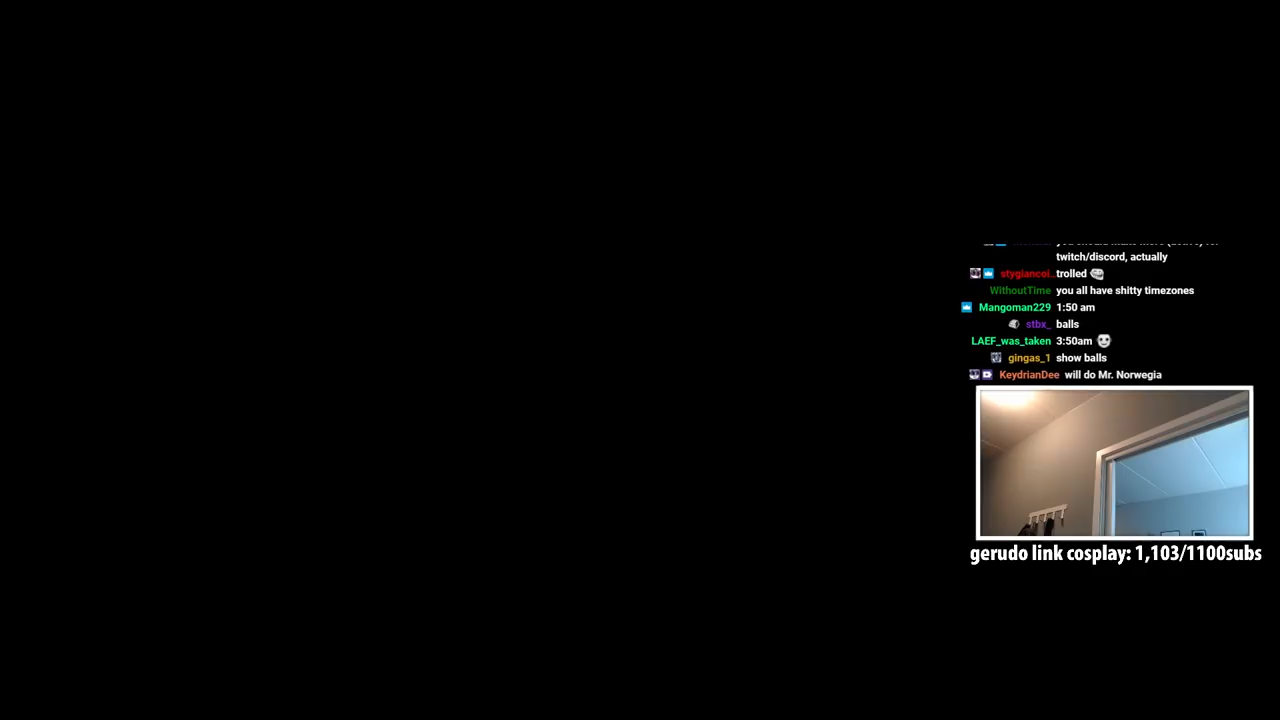 twitch/discord, actually
stygiancoi.. trolled
WithoutTime you all have shitty timezones
Mangoman229 1:50 am
stbx_ balls
LAEF_was_taken 3:50am
gingas_1 show balls
KeydrianDee will do Mr. Norwegia
gerudo link cosplay: 1,103/1100subs